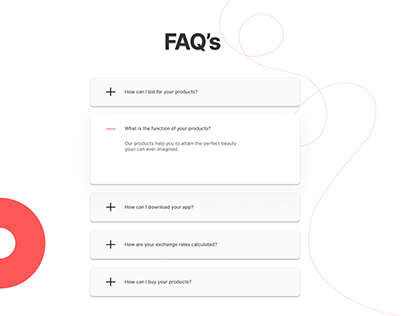 FAQ's
How can I bid for your products?
What is the function of your products?
Our products help you to attain the perfect beauty
youn can ever imagined.
How can I download your app?
How are your exchange rates calculated?
How can I buy your products?